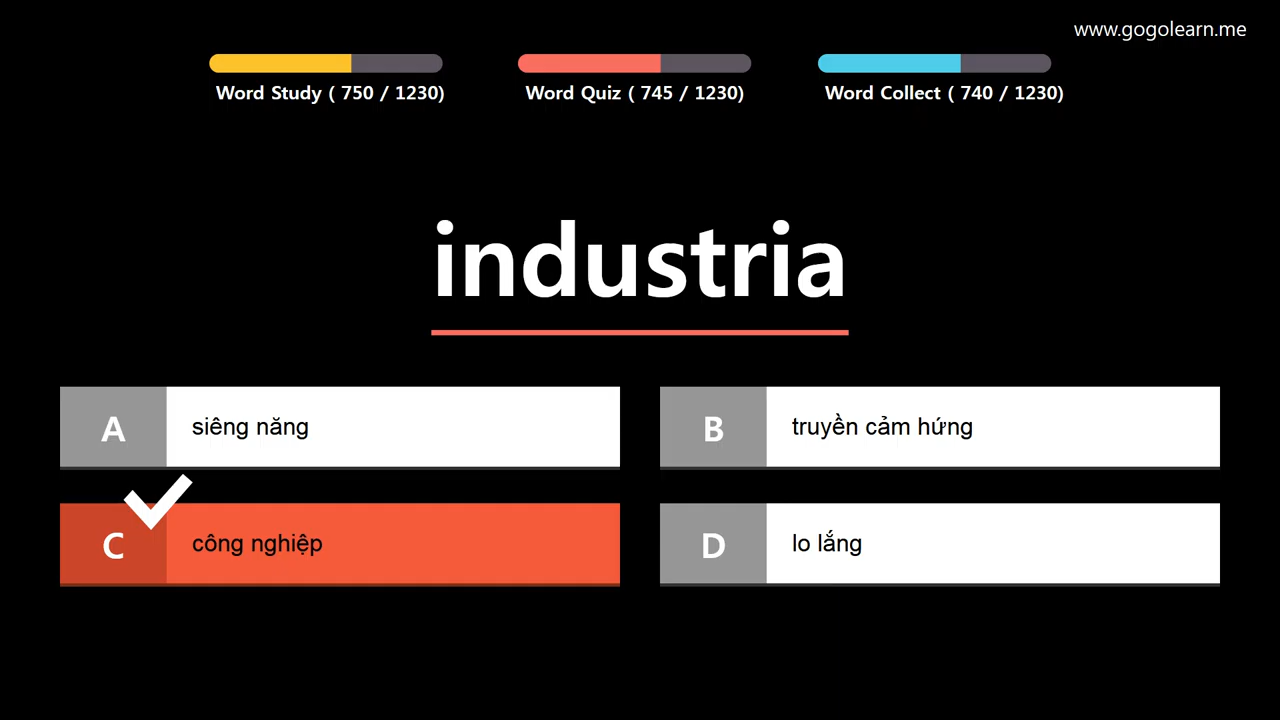 www.gogolearn.me
Word Study ( 750 / 1230)
Word Quiz ( 745 / 1230)
Word Collect ( 740 / 1230)
industria
A
siêng năng
B
truyền cảm hứng
C
công nghiệp
D
lo lắng